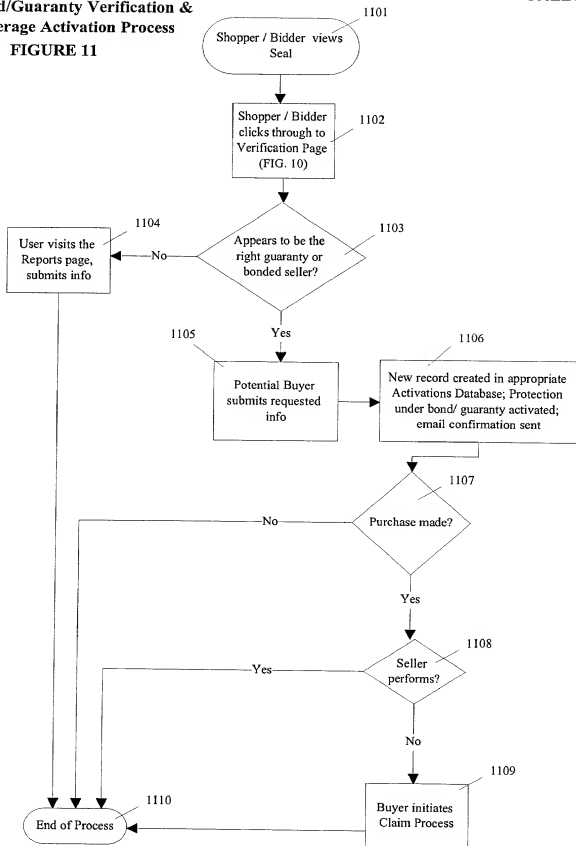 d/Guaranty Verification &
erage Activation Process
FIGURE 11
1101
Shopper / Bidder views
Seal
1102
Shopper / Bidder
clicks through to
Verification Page
(FIG. 10)
1103
Appears to be the
right guaranty or
bonded seller?
1104
User visits the
Reports page,
submits info
No
Yes
1105
Potential Buyer
submits requested
info
1106
New record created in appropriate
Activations Database; Protection
under bond/ guaranty activated;
email confirmation sent
1107
Purchase made?
No
Yes
1108
Seller
performs?
Yes
No
1109
Buyer initiates
Claim Process
1110
End of Process